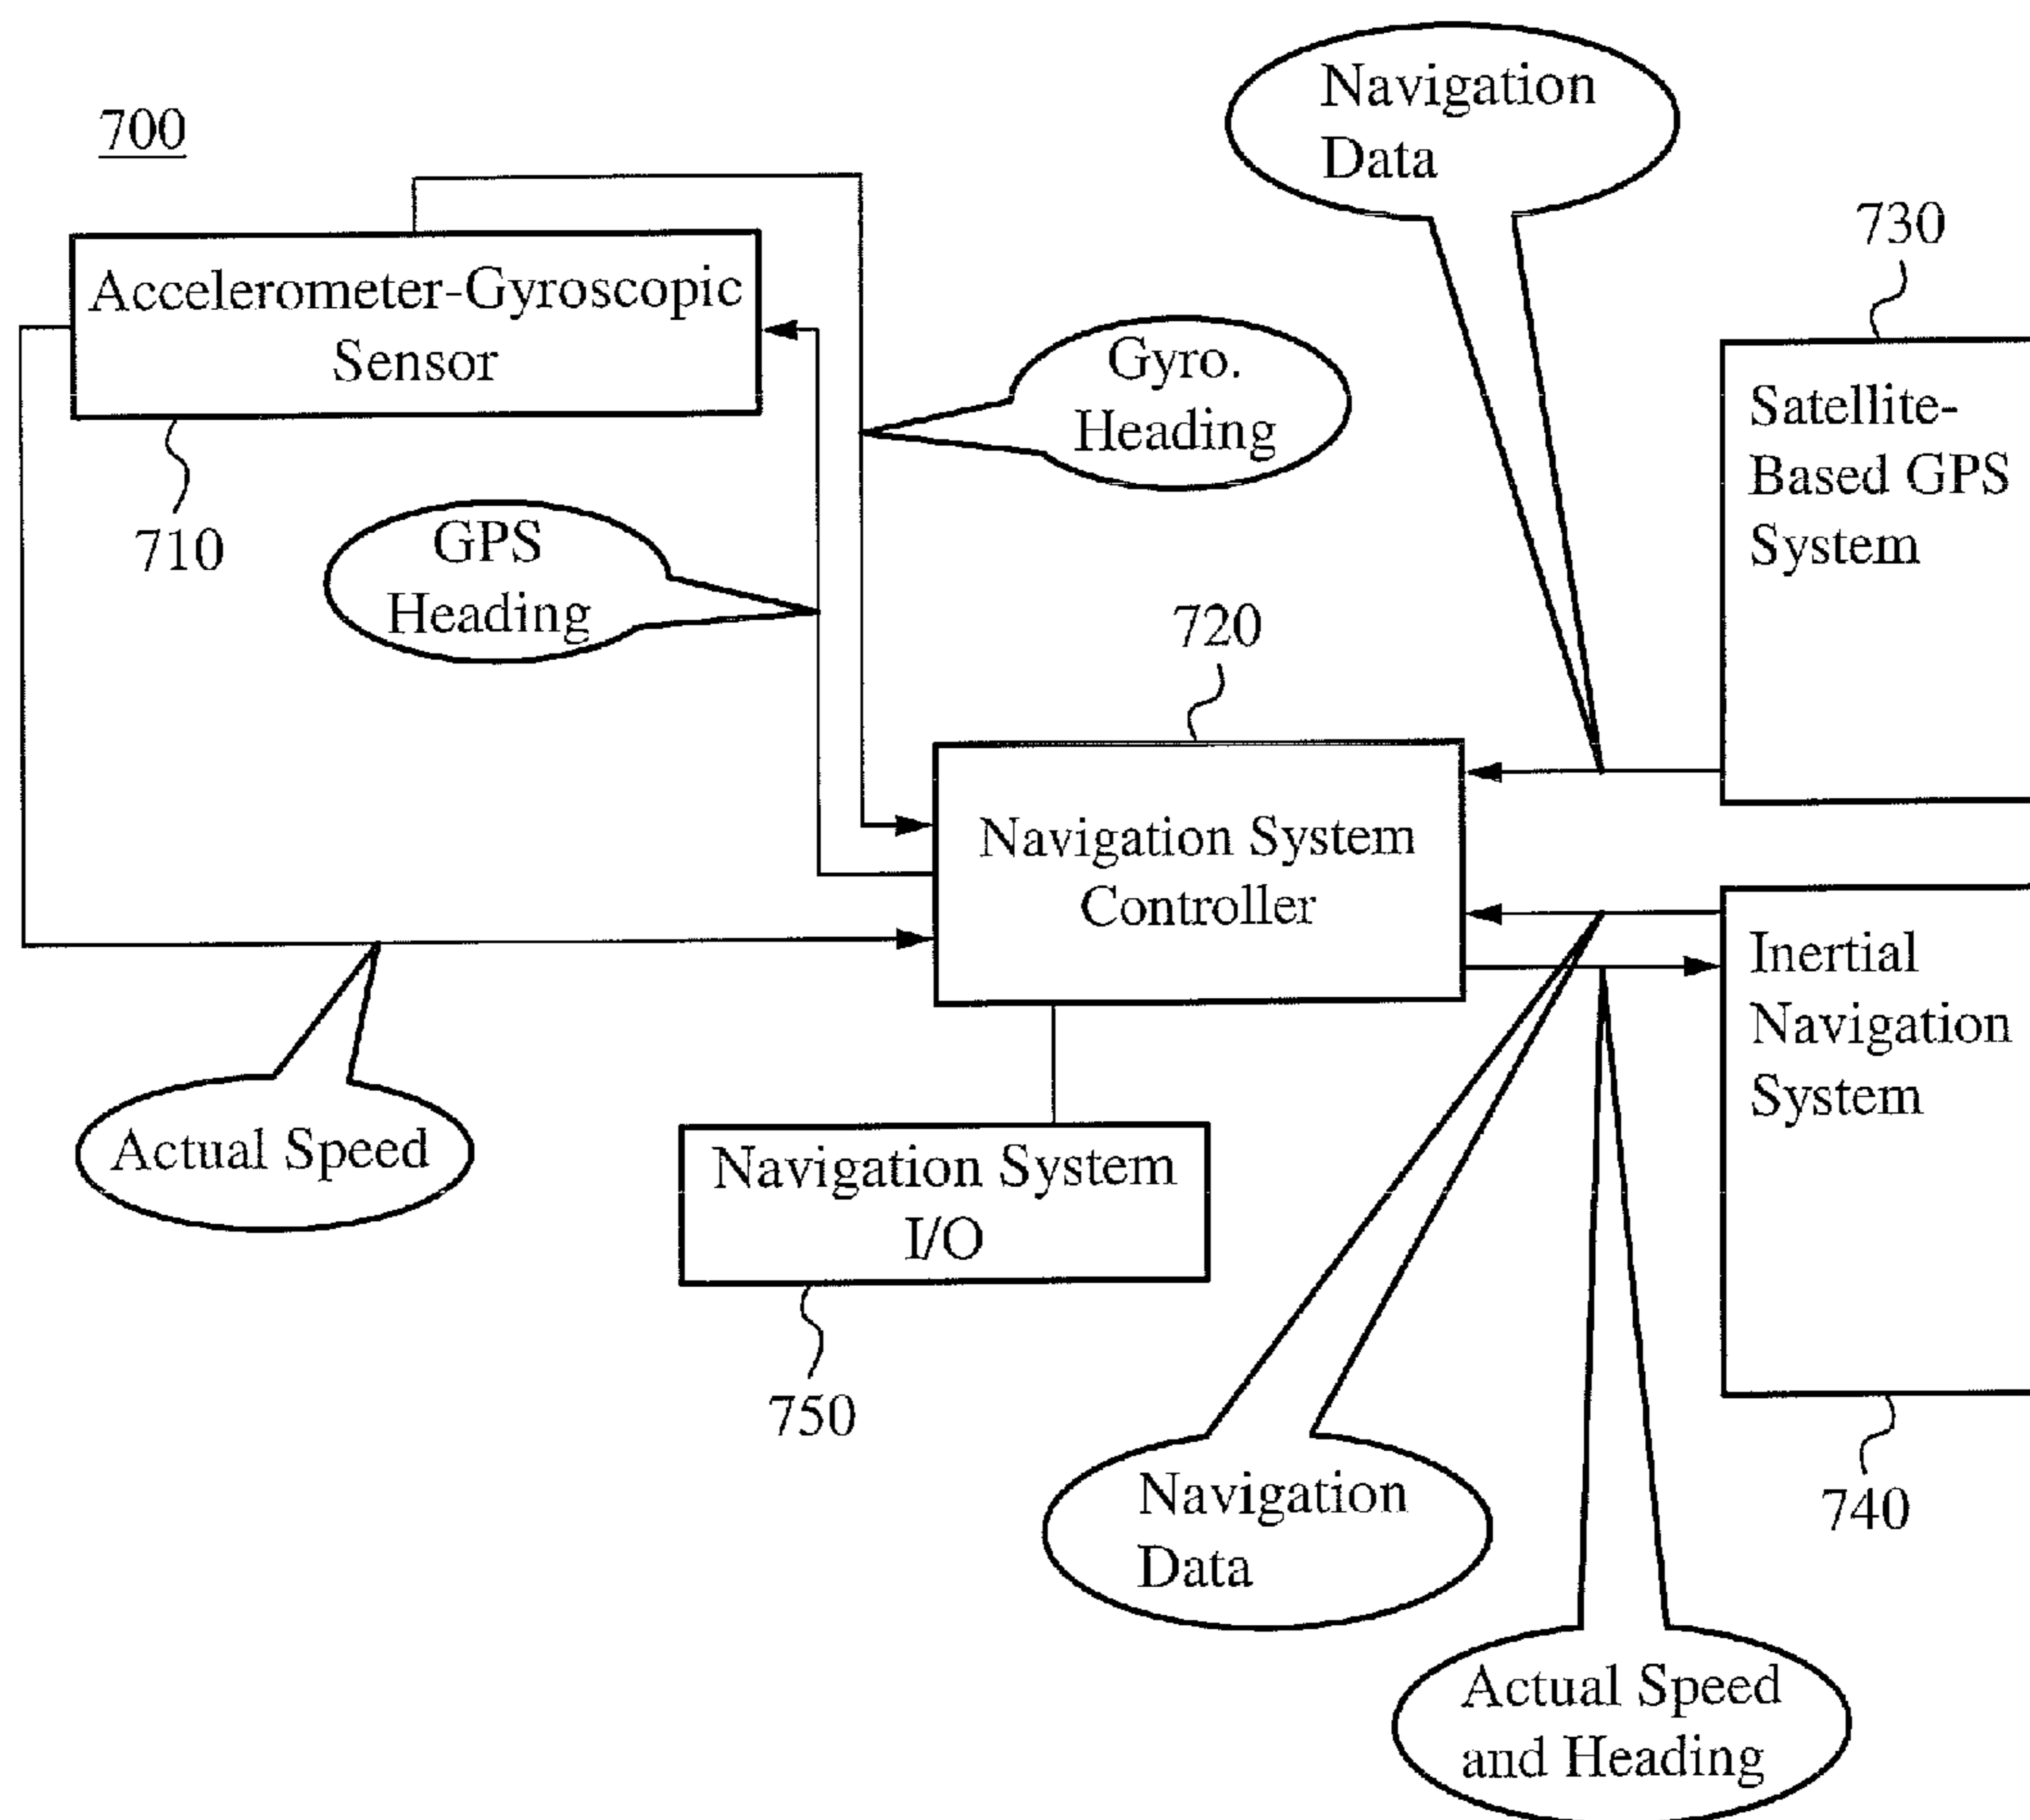 700
Navigation
Data
730
Accelerometer-Gyroscopic
Sensor
Gyro.
Heading
Satellite-
Based GPS
System
710
GPS
Heading
720
Navigation System
Controller
Inertial
Navigation
System
Actual Speed
Navigation System
I/O
750
Navigation
Data
740
Actual Speed
and Heading